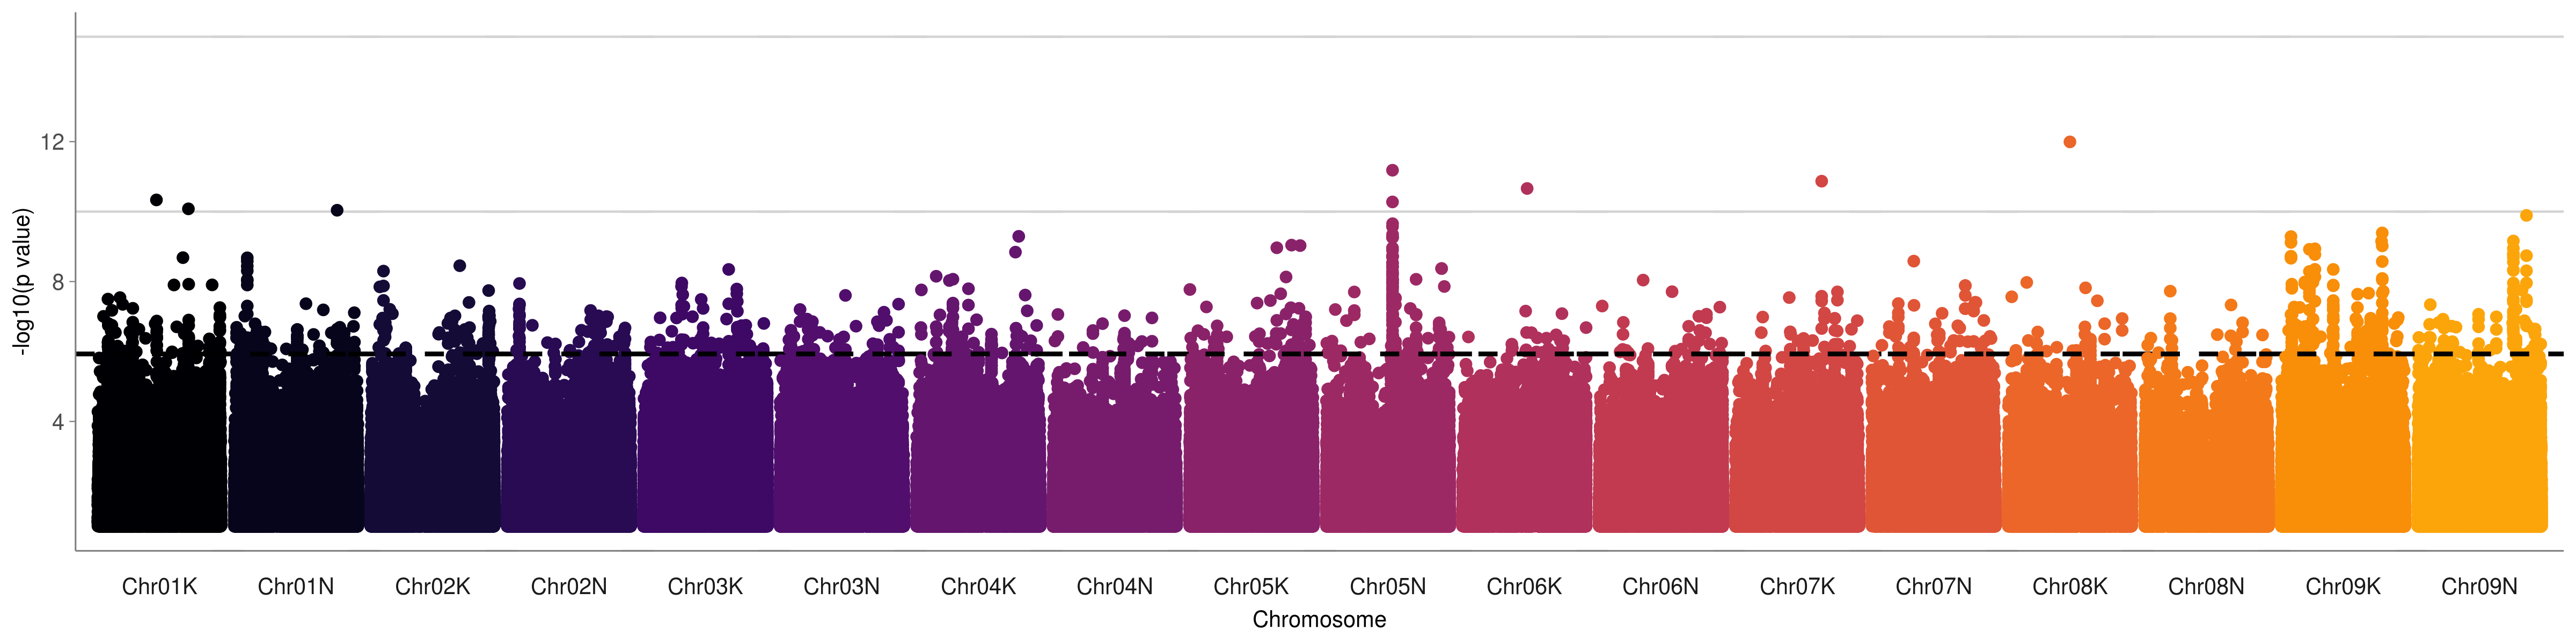 -log10(p value)
12
8
4
Chr01K Chr01N Chr02K Chr02N Chr03K Chr03N Chr04K Chr04N Chr05K Chr05N Chr06K Chr06N Chr07K Chr07N Chr08K Chr08N Chr09K Chr09N
Chromosome